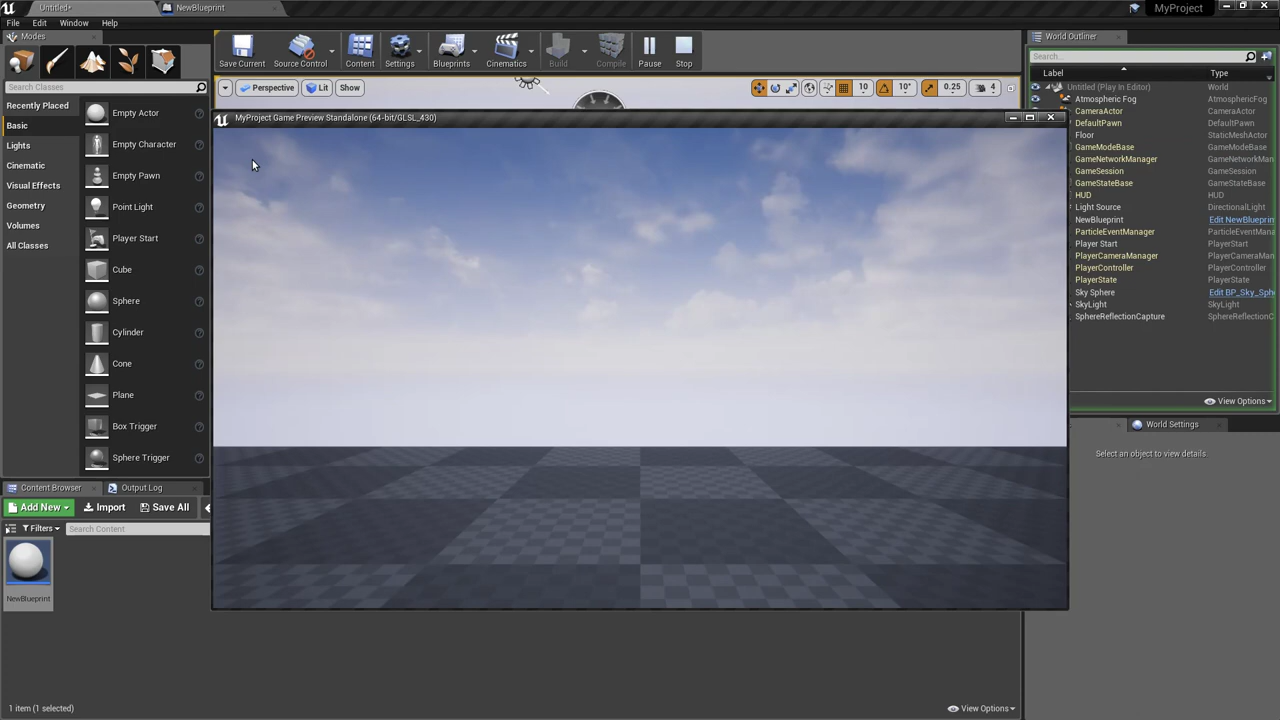 Untitled*
NewBlueprint
MyProject
File
Edit
Window
Help
Modes
Search Classes
Recently Placed
Basic
Lights
Cinematic
Visual Effects
Geometry
Volumes
All Classes
Empty Actor
Empty Character
Empty Pawn
Point Light
Player Start
Cube
Sphere
Cylinder
Cone
Plane
Box Trigger
Sphere Trigger
Save Current
Source Control
Content
Settings
Blueprints
Cinematics
Build
Compile
Pause
Stop
Perspective
Lit
Show
10
10°
0.25
4
MyProject Game Preview Standalone (64-bit/GLSL_430)
World Outliner
Search...
Label
Type
Untitled (Play In Editor)
World
Atmospheric Fog
AtmosphericFog
CameraActor
CameraActor
DefaultPawn
DefaultPawn
Floor
StaticMeshActor
GameModeBase
GameModeBase
GameNetworkManager
GameNetworkMan
GameSession
GameSession
GameStateBase
GameStateBase
HUD
HUD
Light Source
DirectionalLight
NewBlueprint
Edit NewBlueprin
ParticleEventManager
ParticleEventMana
Player Start
PlayerStart
PlayerCameraManager
PlayerCameraMan
PlayerController
PlayerController
PlayerState
PlayerState
Sky Sphere
Edit BP_Sky_Sph
SkyLight
SkyLight
SphereReflectionCapture
SphereReflectionC
View Options
World Settings
Select an object to view details.
Content Browser
Output Log
Add New
Import
Save All
Filters
Search Content
NewBlueprint
1 item (1 selected)
View Options